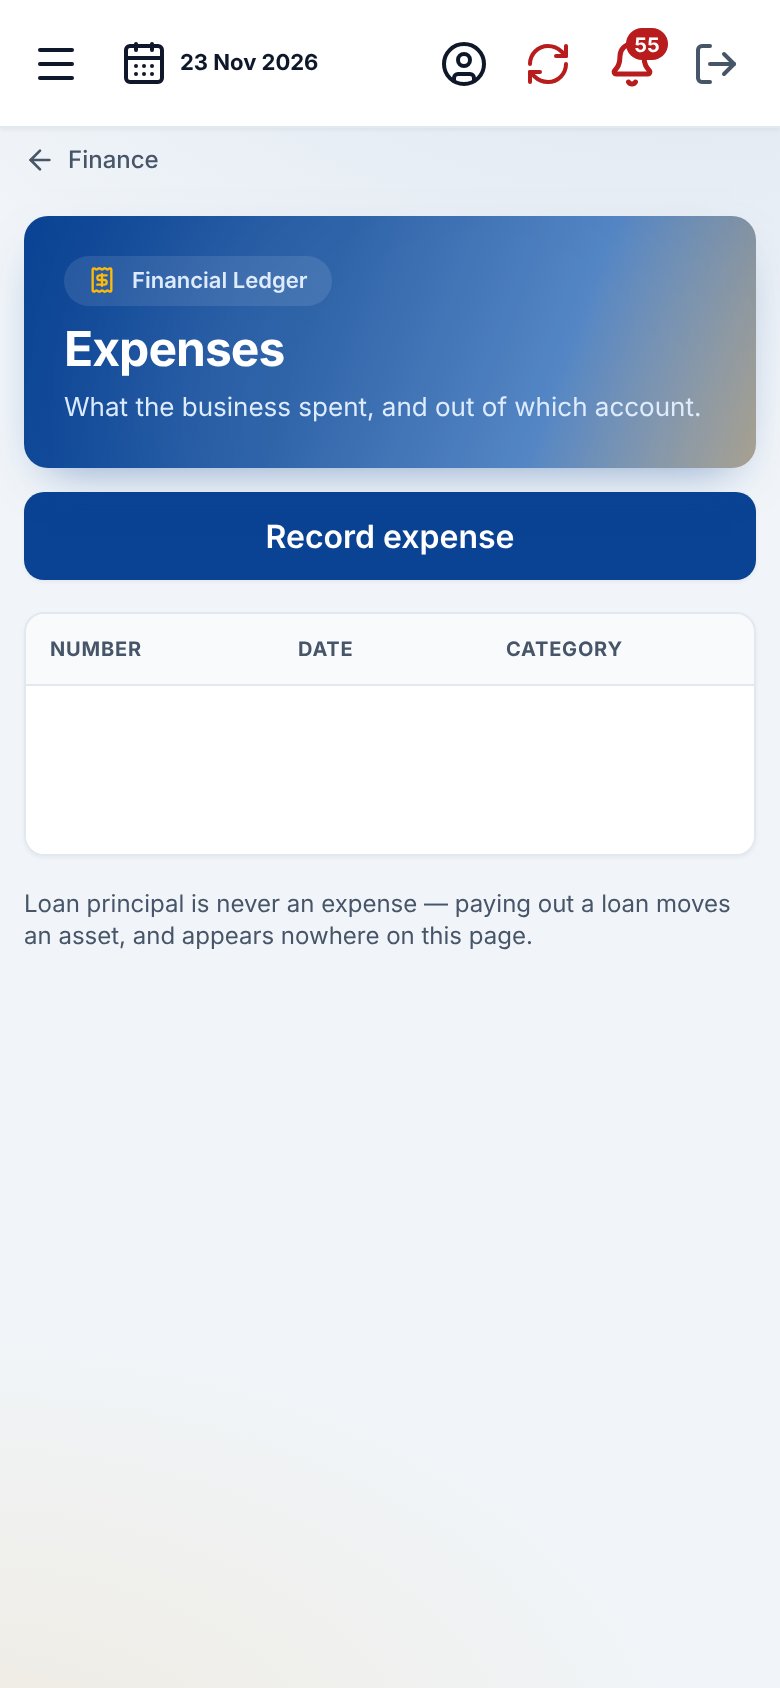 23 Nov 2026
55
Finance
Financial Ledger
Expenses
What the business spent, and out of which account.
Record expense
NUMBER DATE CATEGORY
Loan principal is never an expense — paying out a loan moves
an asset, and appears nowhere on this page.